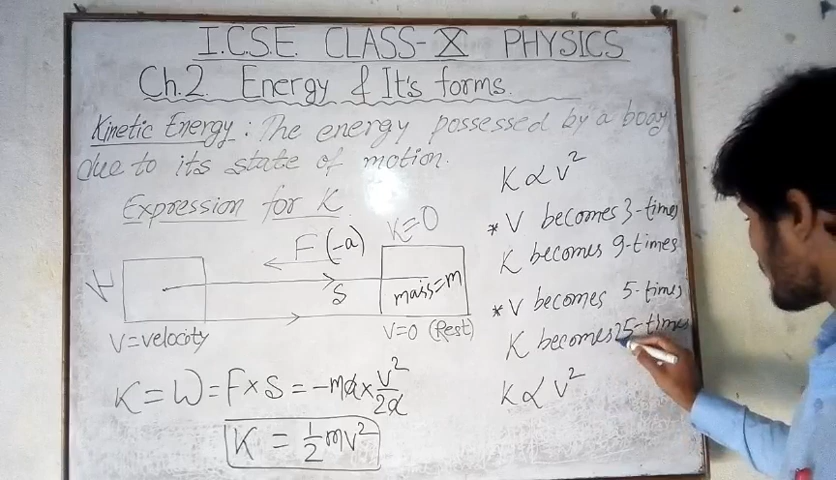 I.C.S.E. CLASS-X PHYSICS
Ch.2. Energy & It's forms.
Kinetic Energy : The energy possessed by a body
due to its state of motion.
Expression for K
F (-a)
K=0
K
S
mass=m
V=velocity
V=0 (Rest)
K = W = F×S = -ma×V²/2a
K = 1/2 mv²
K ∝ V²
* V becomes 3-times
K becomes 9-times
* V becomes 5-times
K becomes 25-times
K ∝ V²